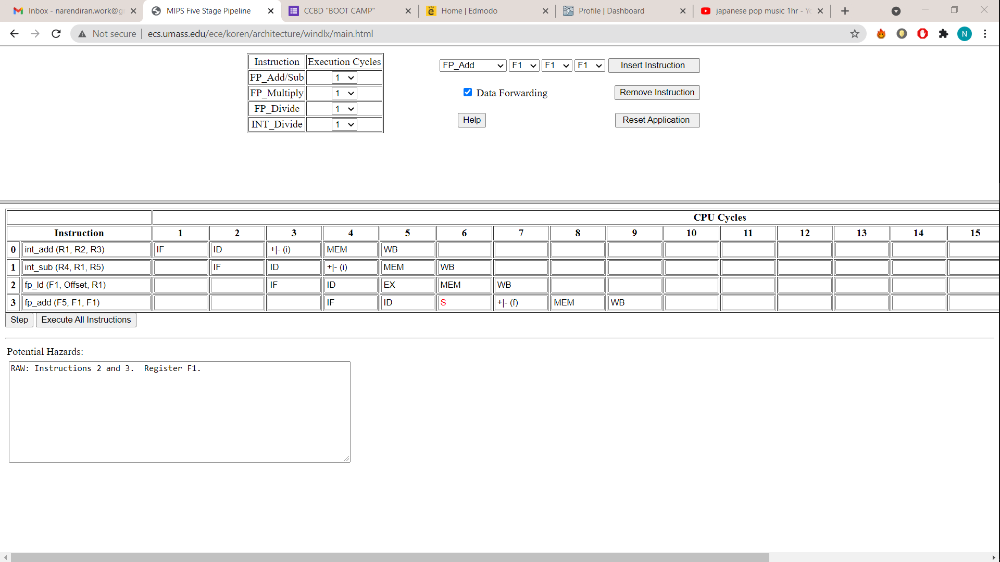 Inbox - narendiran.work@g
MIPS Five Stage Pipeline
CCBD "BOOT CAMP"
Home | Edmodo
Profile | Dashboard
japanese pop music 1hr - Yo
Not secure | ecs.umass.edu/ece/koren/architecture/windlx/main.html
N
Instruction Execution Cycles
FP_Add/Sub 1
FP_Multiply 1
FP_Divide 1
INT_Divide 1
FP_Add F1 F1 F1 Insert Instruction
Data Forwarding Remove Instruction
Help Reset Application
CPU Cycles
Instruction 1 2 3 4 5 6 7 8 9 10 11 12 13 14 15
0 int_add (R1, R2, R3) IF ID +|- (i) MEM WB
1 int_sub (R4, R1, R5) IF ID +|- (i) MEM WB
2 fp_ld (F1, Offset, R1) IF ID EX MEM WB
3 fp_add (F5, F1, F1) IF ID S +|- (f) MEM WB
Step Execute All Instructions
Potential Hazards:
RAW: Instructions 2 and 3. Register F1.